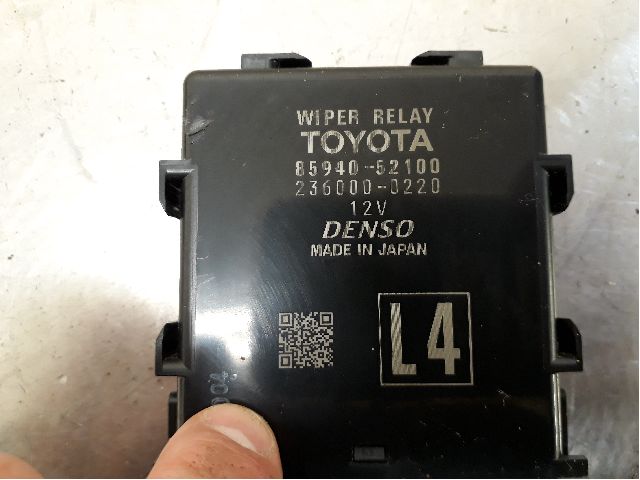 WIPER RELAY
TOYOTA
85940-52100
236000-0220
12V
DENSO
MADE IN JAPAN
L4